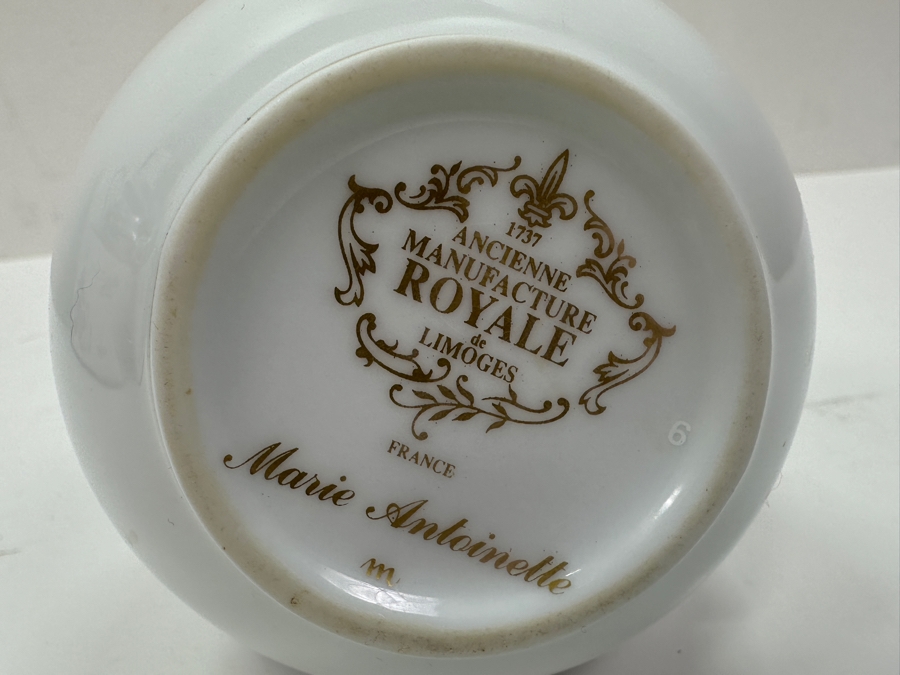 1737
ANCIENNE
MANUFACTURE
ROYALE
de
LIMOGES
FRANCE
Marie Antoinette
m
6